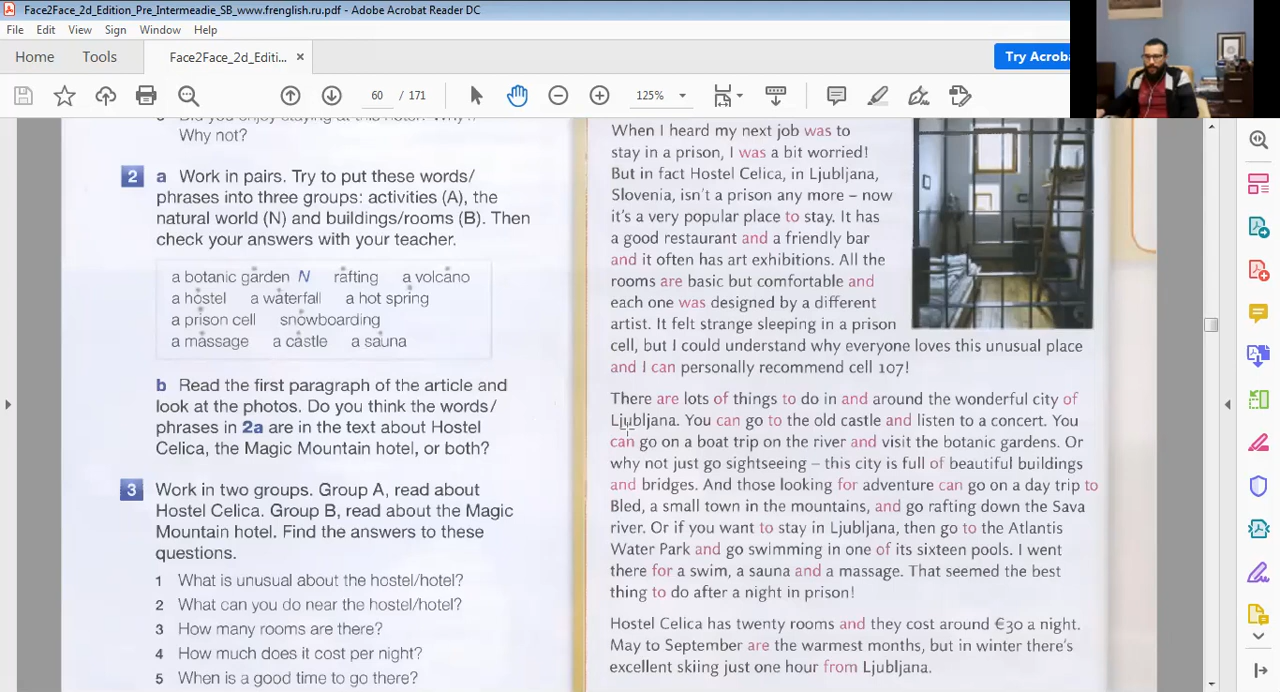 Face2Face_2d_Edition_Pre_Intermeadie_SB_www.frenglish.ru.pdf - Adobe Acrobat Reader DC
File Edit View Sign Window Help
Home Tools Face2Face_2d_Editi... × Try Acroba
60 / 171 125%
Why not?
2 a Work in pairs. Try to put these words/
phrases into three groups: activities (A), the
natural world (N) and buildings/rooms (B). Then
check your answers with your teacher.
a botanic garden N rafting a volcano
a hostel a waterfall a hot spring
a prison cell snowboarding
a massage a castle a sauna
b Read the first paragraph of the article and
look at the photos. Do you think the words/
phrases in 2a are in the text about Hostel
Celica, the Magic Mountain hotel, or both?
3 Work in two groups. Group A, read about
Hostel Celica. Group B, read about the Magic
Mountain hotel. Find the answers to these
questions.
1 What is unusual about the hostel/hotel?
2 What can you do near the hostel/hotel?
3 How many rooms are there?
4 How much does it cost per night?
5 When is a good time to go there?
When I heard my next job was to
stay in a prison, I was a bit worried!
But in fact Hostel Celica, in Ljubljana,
Slovenia, isn't a prison any more – now
it's a very popular place to stay. It has
a good restaurant and a friendly bar
and it often has art exhibitions. All the
rooms are basic but comfortable and
each one was designed by a different
artist. It felt strange sleeping in a prison
cell, but I could understand why everyone loves this unusual place
and I can personally recommend cell 107!
There are lots of things to do in and around the wonderful city of
Ljubljana. You can go to the old castle and listen to a concert. You
can go on a boat trip on the river and visit the botanic gardens. Or
why not just go sightseeing – this city is full of beautiful buildings
and bridges. And those looking for adventure can go on a day trip to
Bled, a small town in the mountains, and go rafting down the Sava
river. Or if you want to stay in Ljubljana, then go to the Atlantis
Water Park and go swimming in one of its sixteen pools. I went
there for a swim, a sauna and a massage. That seemed the best
thing to do after a night in prison!
Hostel Celica has twenty rooms and they cost around €30 a night.
May to September are the warmest months, but in winter there's
excellent skiing just one hour from Ljubljana.